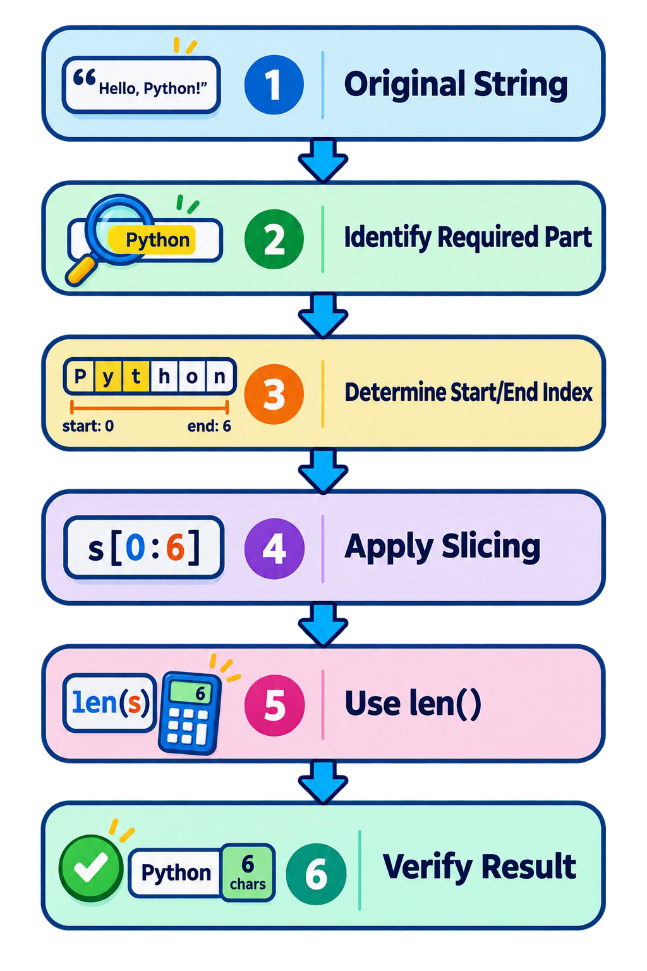 “Hello, Python!”
1
Original String
Python
2
Identify Required Part
P y t h o n
start: 0 end: 6
3
Determine Start/End Index
s[0:6]
4
Apply Slicing
len(s)
6
5
Use len()
Python
6
chars
6
Verify Result